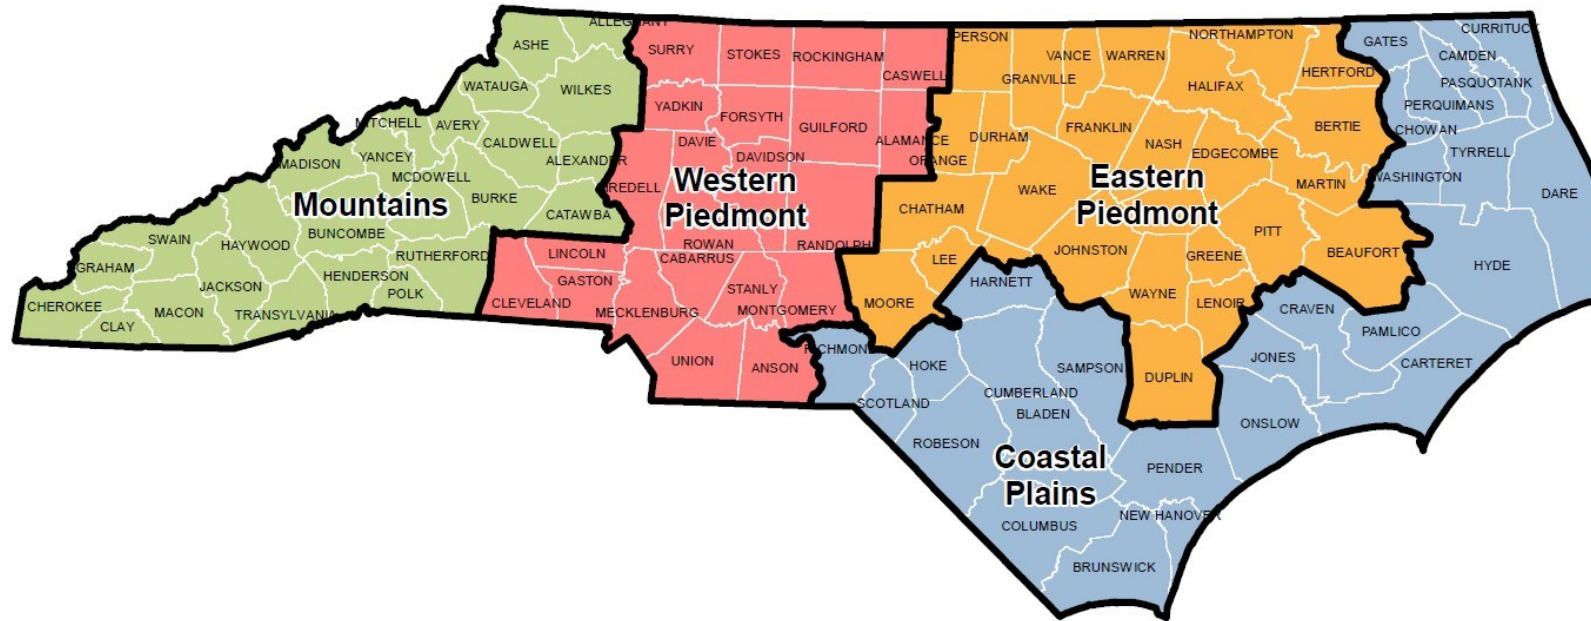 ALLEGHANY
ASHE
WATAUGA
WILKES
MITCHELL
AVERY
CALDWELL
ALEXANDER
MADISON
YANCEY
MCDOWELL
BURKE
CATAWBA
Mountains
BUNCOMBE
SWAIN
HAYWOOD
RUTHERFORD
GRAHAM
HENDERSON
JACKSON
POLK
CHEROKEE
MACON
TRANSYLVANIA
CLAY
SURRY
STOKES
ROCKINGHAM
CASWELL
YADKIN
FORSYTH
GUILFORD
ALAMANCE
DAVIE
DAVIDSON
IREDELL
Western
Piedmont
ROWAN
RANDOLPH
LINCOLN
CABARRUS
GASTON
STANLY
CLEVELAND
MECKLENBURG
MONTGOMERY
UNION
ANSON
PERSON
GRANVILLE
VANCE
WARREN
NORTHAMPTON
HERTFORD
HALIFAX
BERTIE
FRANKLIN
DURHAM
NASH
EDGECOMBE
ORANGE
Eastern
Piedmont
WAKE
MARTIN
CHATHAM
PITT
JOHNSTON
GREENE
BEAUFORT
LEE
MOORE
WAYNE
LENOIR
DUPLIN
CURRITUCK
GATES
CAMDEN
PASQUOTANK
PERQUIMANS
CHOWAN
TYRRELL
WASHINGTON
DARE
HYDE
HARNETT
CRAVEN
PAMLICO
RICHMOND
HOKE
SAMPSON
JONES
CARTERET
SCOTLAND
CUMBERLAND
BLADEN
ONSLOW
ROBESON
Coastal
Plains
PENDER
COLUMBUS
NEW HANOVER
BRUNSWICK